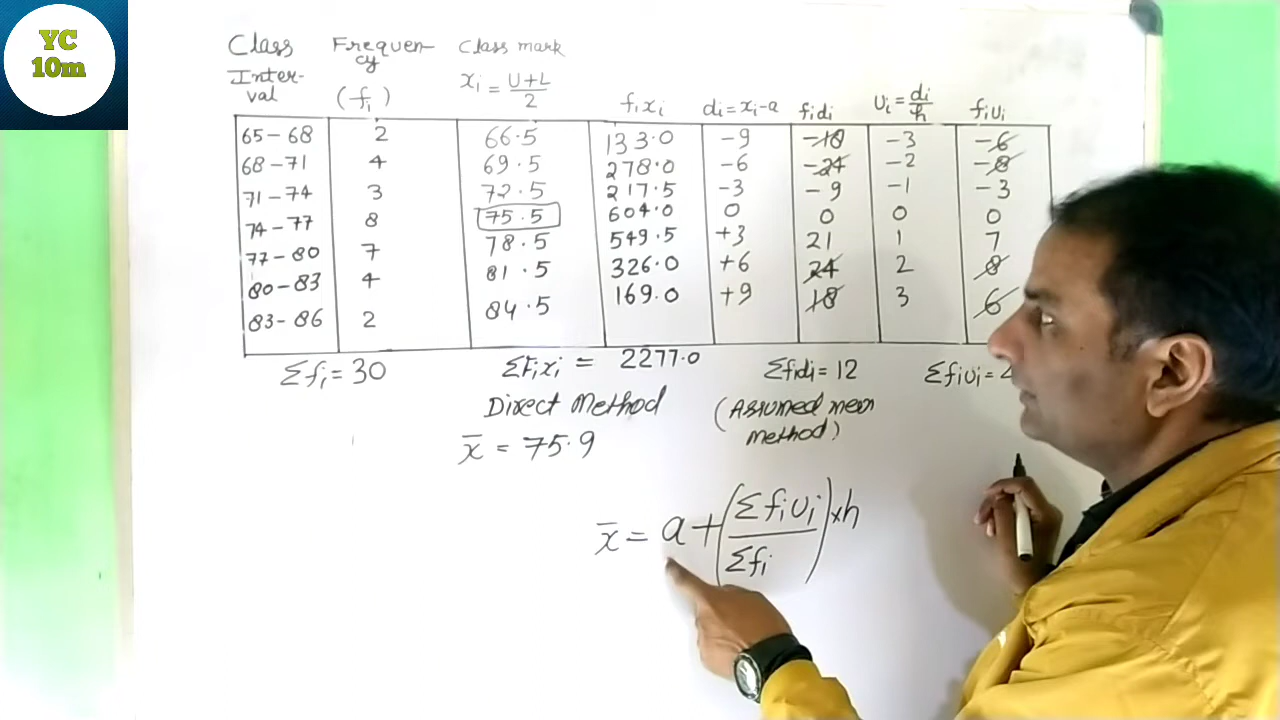 YC
10m
Class Inter-val Frequen-cy (fi) Class mark xi = U+L/2 fixi di=xi-a fidi Ui = di/h fiUi
65-68 2 66.5 133.0 -9 -18 -3 -6
68-71 4 69.5 278.0 -6 -24 -2 -8
71-74 3 72.5 217.5 -3 -9 -1 -3
74-77 8 75.5 604.0 0 0 0 0
77-80 7 78.5 549.5 +3 21 1 7
80-83 4 81.5 326.0 +6 24 2 8
83-86 2 84.5 169.0 +9 18 3 6
Σfi = 30 ΣFixi = 2277.0 Σfidi = 12 ΣfiUi =
Direct Method (Assumed mean method)
x̄ = 75.9
x̄ = a + (ΣfiUi/Σfi) × h